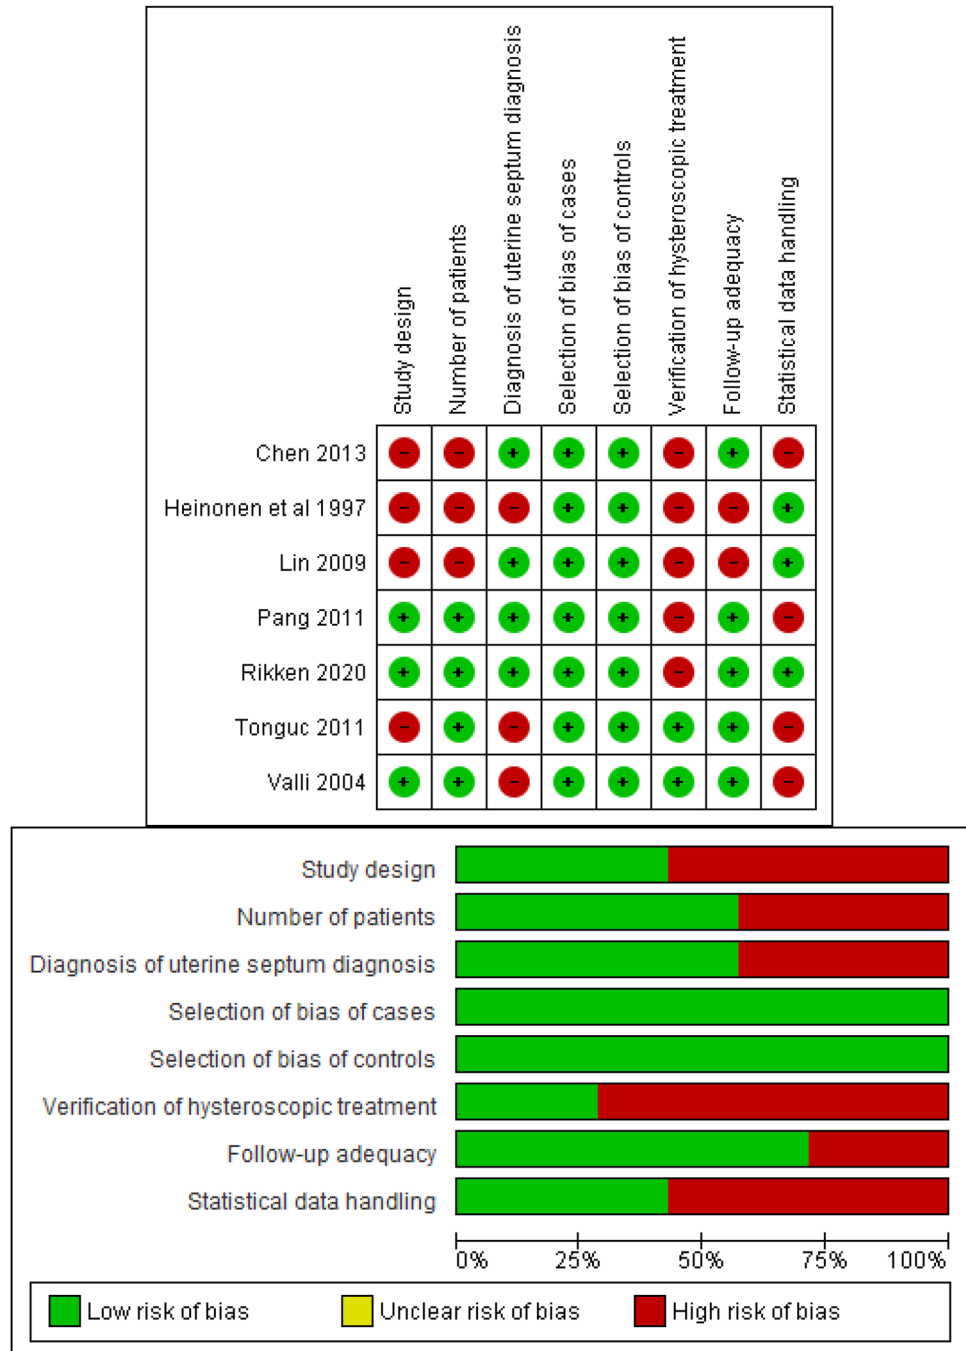 Study design
Number of patients
Diagnosis of uterine septum diagnosis
Selection of bias of cases
Selection of bias of controls
Verification of hysteroscopic treatment
Follow-up adequacy
Statistical data handling
Chen 2013 - - + + + - + -
Heinonen et al 1997 - - - + + - - +
Lin 2009 - - + + + - - +
Pang 2011 + + + + + - + -
Rikken 2020 + + + + + - + +
Tonguc 2011 - + - + + + + -
Valli 2004 + + - + + + + -
Study design
Number of patients
Diagnosis of uterine septum diagnosis
Selection of bias of cases
Selection of bias of controls
Verification of hysteroscopic treatment
Follow-up adequacy
Statistical data handling
0% 25% 50% 75% 100%
Low risk of bias Unclear risk of bias High risk of bias